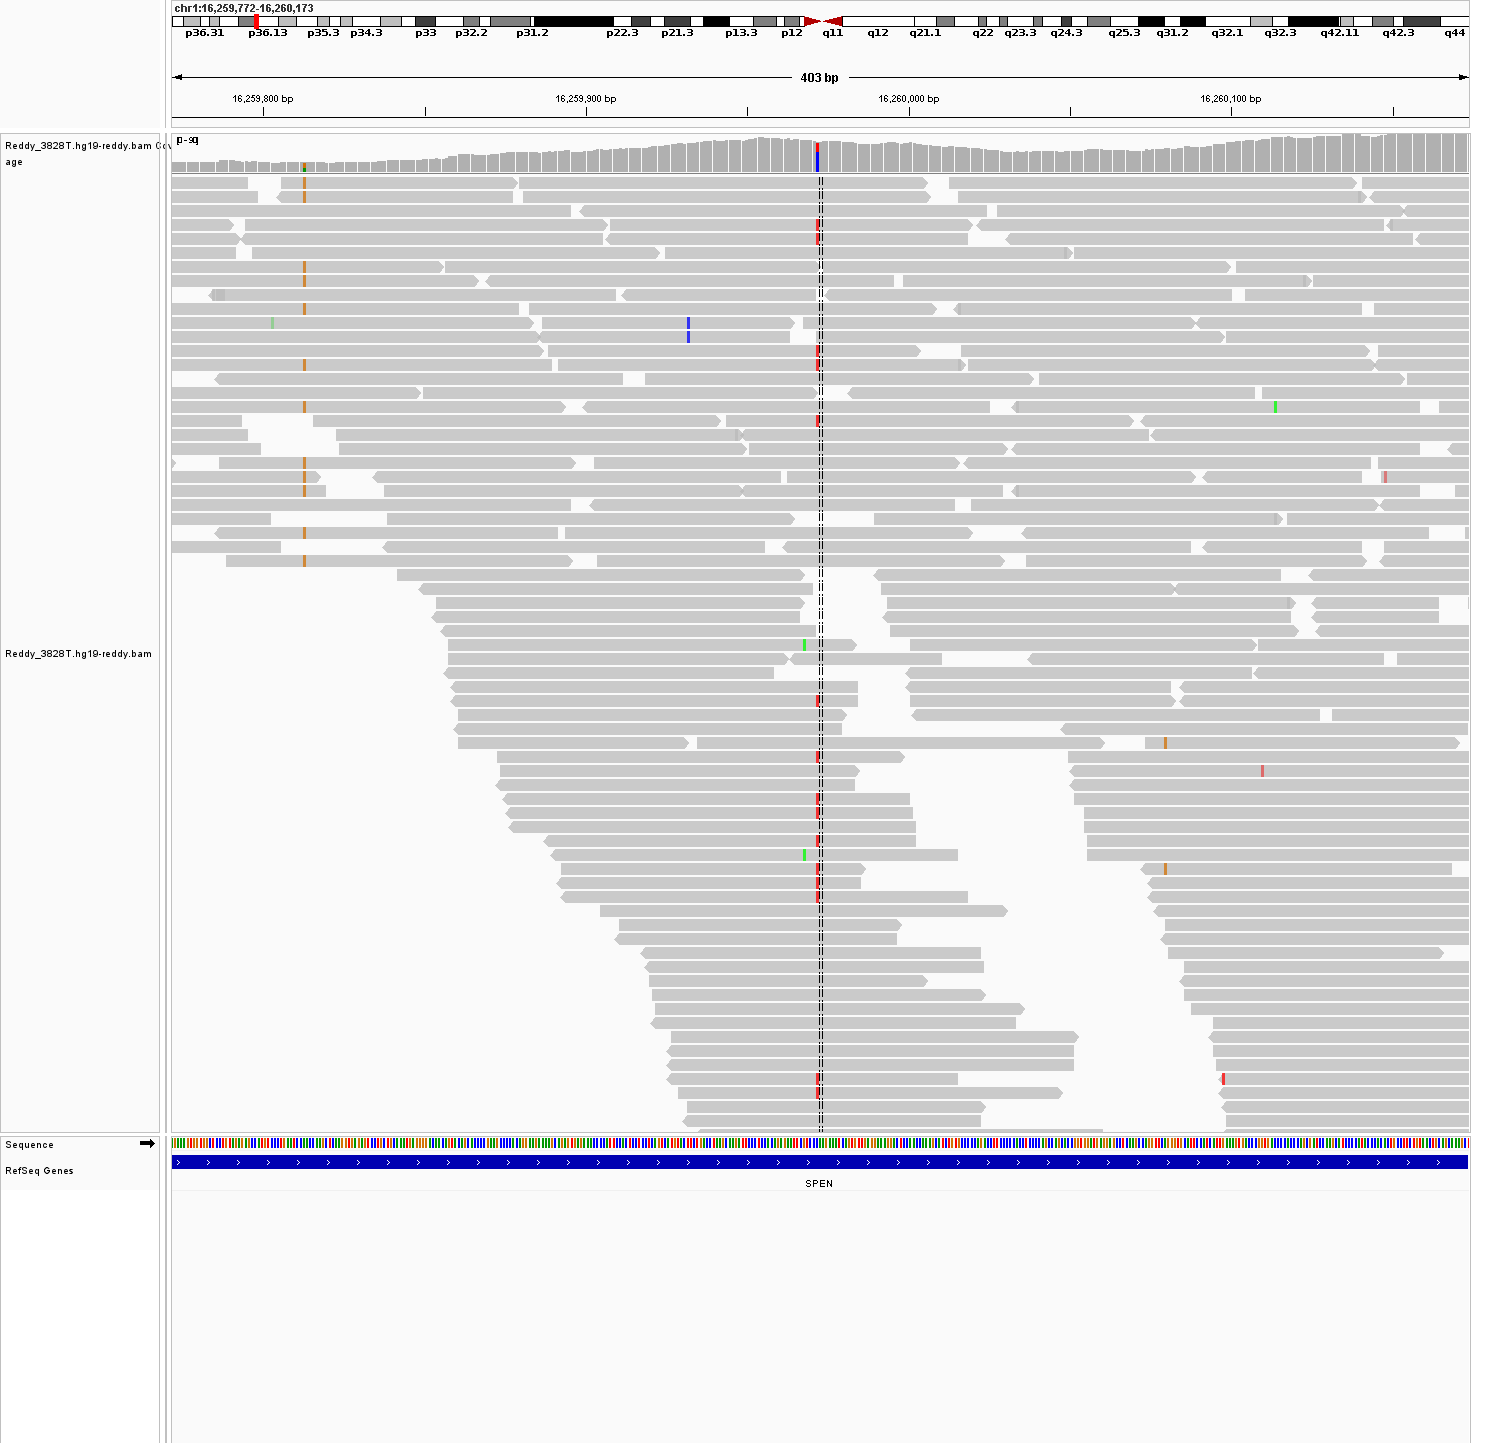 chr1:16,259,772-16,260,173
p36.31 p36.13 p35.3 p34.3 p33 p32.2 p31.2 p22.3 p21.3 p13.3 p12 q11 q12 q21.1 q22 q23.3 q24.3 q25.3 q31.2 q32.1 q32.3 q42.11 q42.3 q44
403 bp
16,259,800 bp 16,259,900 bp 16,260,000 bp 16,260,100 bp
Reddy_3828T.hg19-reddy.bam Cov
age
Reddy_3828T.hg19-reddy.bam
Sequence
RefSeq Genes
SPEN